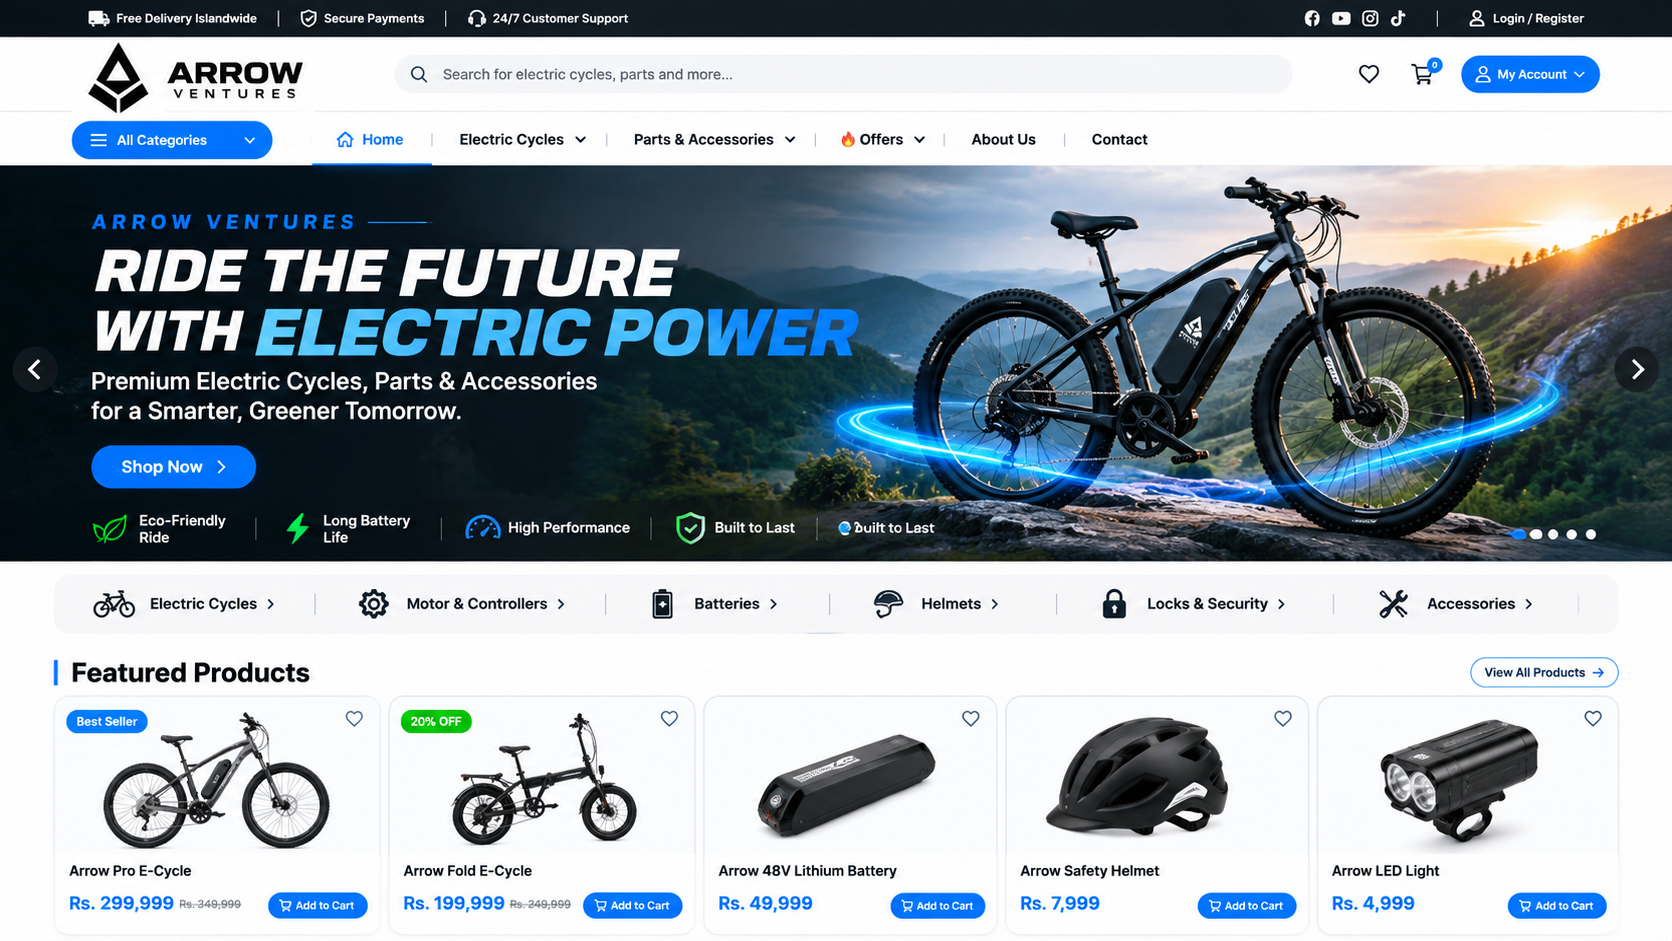 Free Delivery Islandwide
Secure Payments
24/7 Customer Support
Login / Register
ARROW
VENTURES
Search for electric cycles, parts and more...
0
My Account
All Categories
Home
Electric Cycles
Parts & Accessories
Offers
About Us
Contact
ARROW VENTURES
RIDE THE FUTURE
WITH ELECTRIC POWER
Premium Electric Cycles, Parts & Accessories
for a Smarter, Greener Tomorrow.
Shop Now
Eco-Friendly
Ride
Long Battery
Life
High Performance
Built to Last
built to Last
Electric Cycles
Motor & Controllers
Batteries
Helmets
Locks & Security
Accessories
Featured Products
View All Products
Best Seller
20% OFF
Arrow Pro E-Cycle
Rs. 299,999 Rs. 349,999
Add to Cart
Arrow Fold E-Cycle
Rs. 199,999 Rs. 249,999
Add to Cart
Arrow 48V Lithium Battery
Rs. 49,999
Add to Cart
Arrow Safety Helmet
Rs. 7,999
Add to Cart
Arrow LED Light
Rs. 4,999
Add to Cart